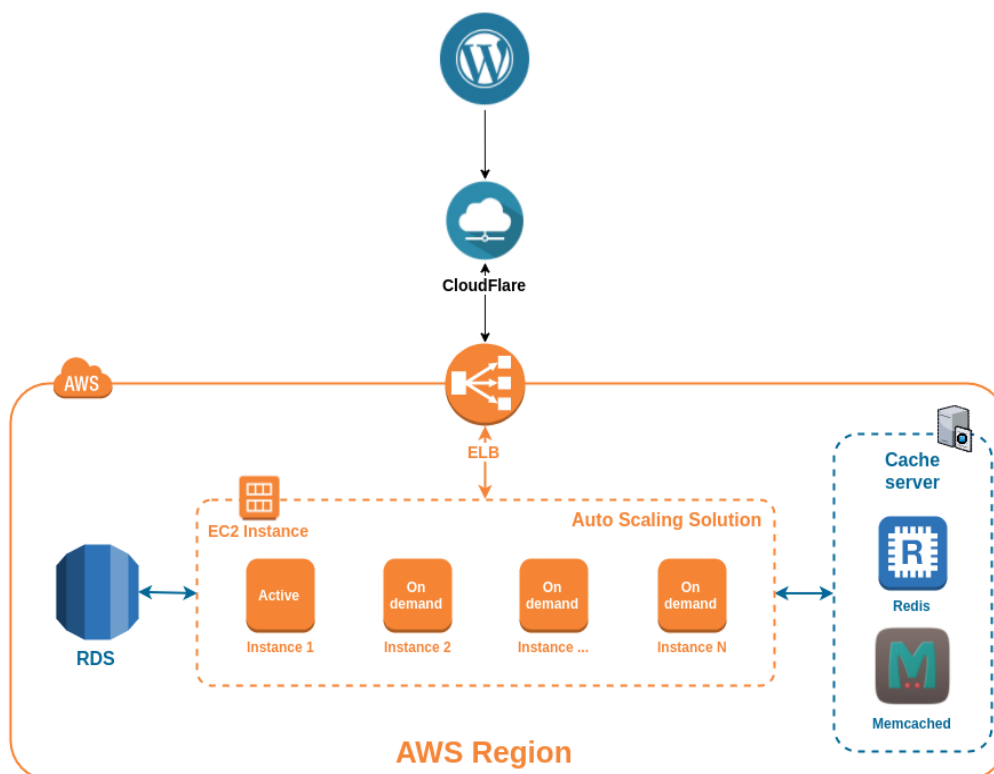 W
CloudFlare
AWS
ELB
Cache
server
EC2 Instance
Auto Scaling Solution
R
Redis
Active
On
demand
On
demand
On
demand
Instance 1
Instance 2
Instance ...
Instance N
RDS
M
Memcached
AWS Region